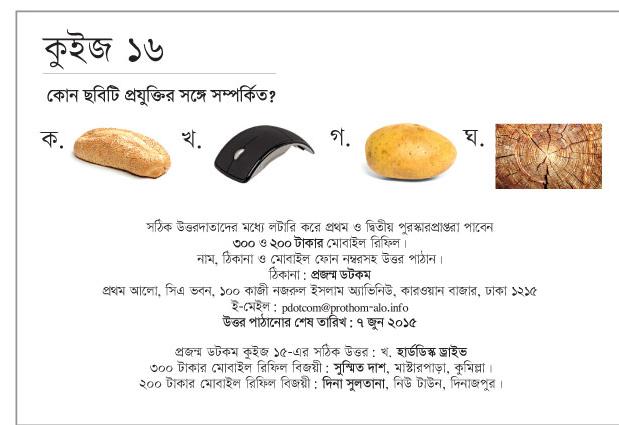 কুইজ ১৬
কোন ছবিটি প্রযুক্তির সঙ্গে সম্পর্কিত?
ক. খ. গ. ঘ.
সঠিক উত্তরদাতাদের মধ্যে লটারি করে প্রথম ও দ্বিতীয় পুরস্কারপ্রাপ্তরা পাবেন
৩০০ ও ২০০ টাকার মোবাইল রিফিল।
নাম, ঠিকানা ও মোবাইল ফোন নম্বরসহ উত্তর পাঠান।
ঠিকানা : প্রজন্ম ডটকম
প্রথম আলো, সিএ ভবন, ১০০ কাজী নজরুল ইসলাম অ্যাভিনিউ, কারওয়ান বাজার, ঢাকা ১২১৫
ই-মেইল : pdotcom@prothom-alo.info
উত্তর পাঠানোর শেষ তারিখ : ৭ জুন ২০১৫
প্রজন্ম ডটকম কুইজ ১৫-এর সঠিক উত্তর : খ. হার্ডডিস্ক ড্রাইভ
৩০০ টাকার মোবাইল রিফিল বিজয়ী : সুস্মিত দাশ, মাস্টারপাড়া, কুমিল্লা।
২০০ টাকার মোবাইল রিফিল বিজয়ী : দিনা সুলতানা, নিউ টাউন, দিনাজপুর।